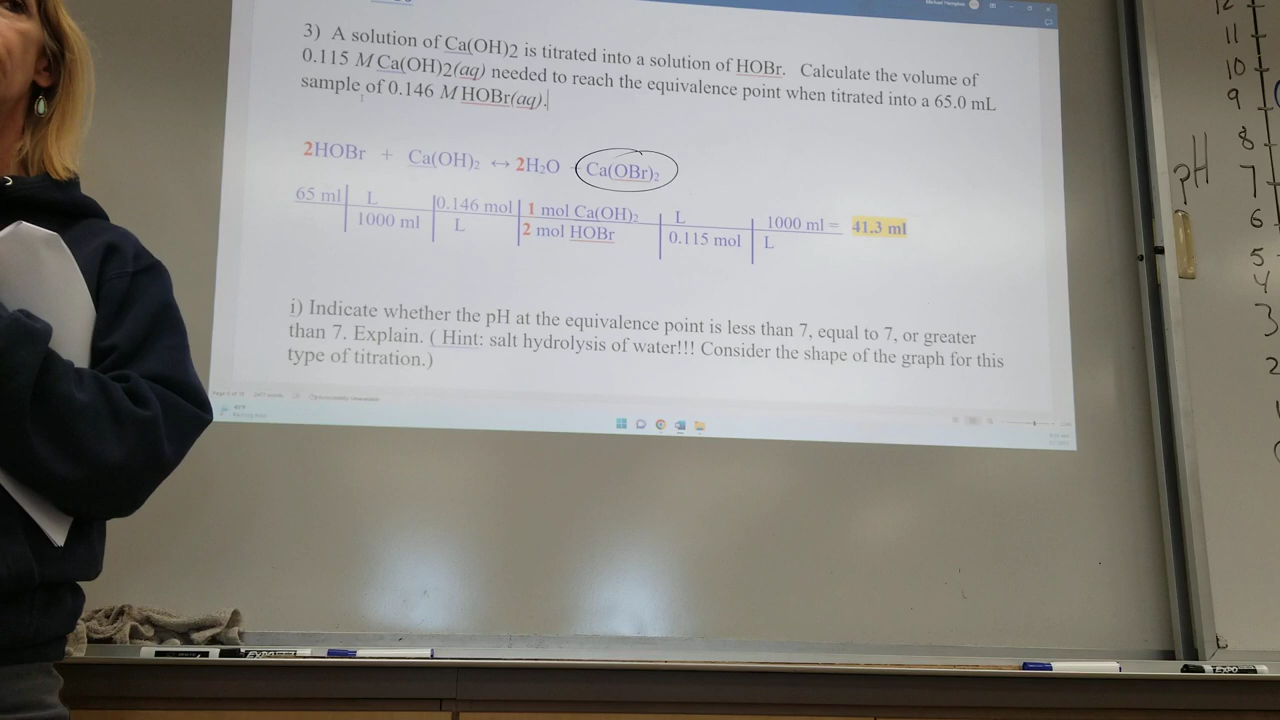 3) A solution of Ca(OH)2 is titrated into a solution of HOBr. Calculate the volume of
0.115 M Ca(OH)2(aq) needed to reach the equivalence point when titrated into a 65.0 mL
sample of 0.146 M HOBr(aq).
2HOBr + Ca(OH)₂ ↔ 2H₂O + Ca(OBr)₂
65 ml L 0.146 mol 1 mol Ca(OH)₂ L 1000 ml = 41.3 ml
1000 ml L 2 mol HOBr 0.115 mol L
i) Indicate whether the pH at the equivalence point is less than 7, equal to 7, or greater
than 7. Explain. ( Hint: salt hydrolysis of water!!! Consider the shape of the graph for this
type of titration.)
12
11
10
9
8
pH
7
6
5
4
3
2
EXPO
EXPO